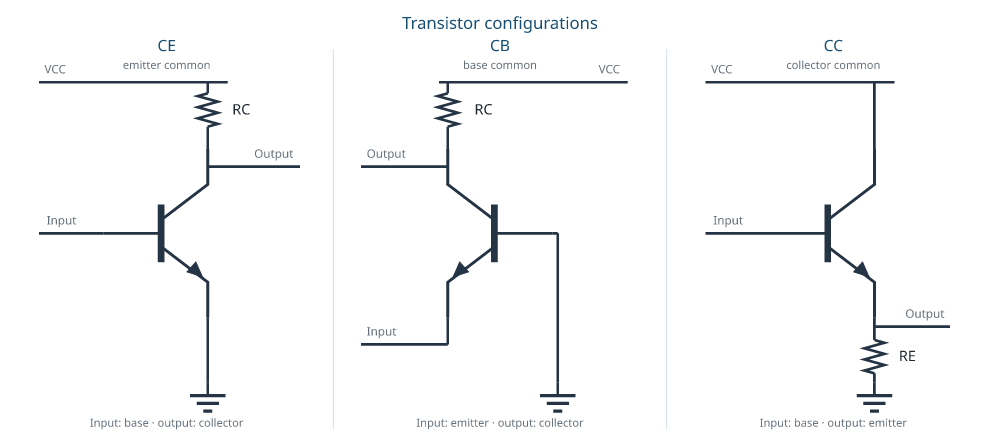 Transistor configurations
CE
emitter common
VCC
RC
Output
Input
Input: base · output: collector
CB
base common
VCC
RC
Output
Input
Input: emitter · output: collector
CC
collector common
VCC
Input
Output
RE
Input: base · output: emitter